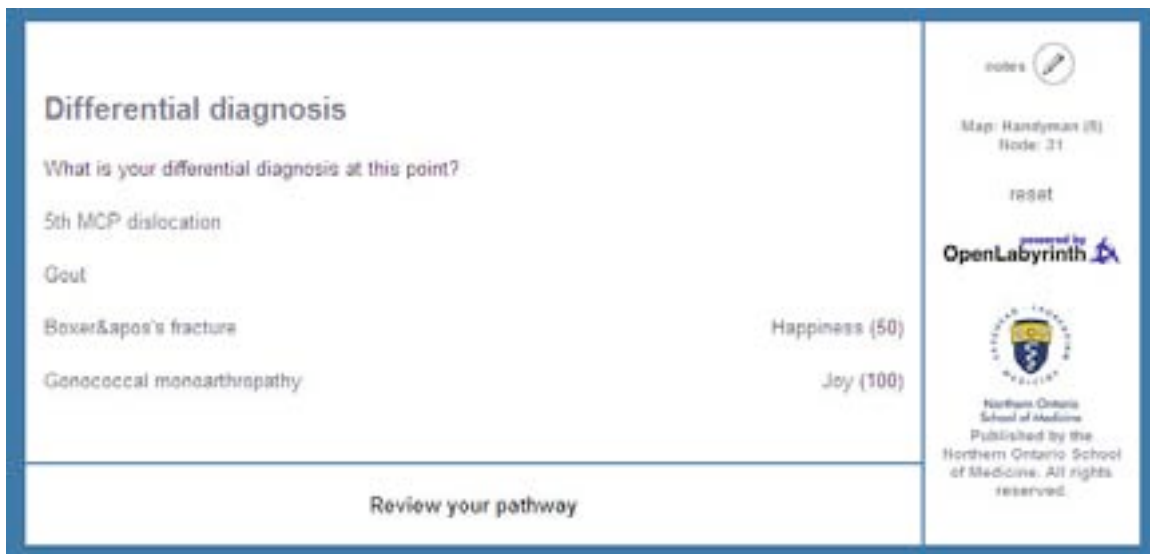 Differential diagnosis
What is your differential diagnosis at this point?
5th MCP dislocation
Gout
Boxer&apos's fracture
Happiness (50)
Gonococcal monoarthropathy
Joy (100)
Review your pathway
notes
Map: Handyman (6)
Node: 31
reset
powered by
OpenLabyrinth
Northern Ontario
School of Medicine
Published by the
Northern Ontario School
of Medicine. All rights
reserved.